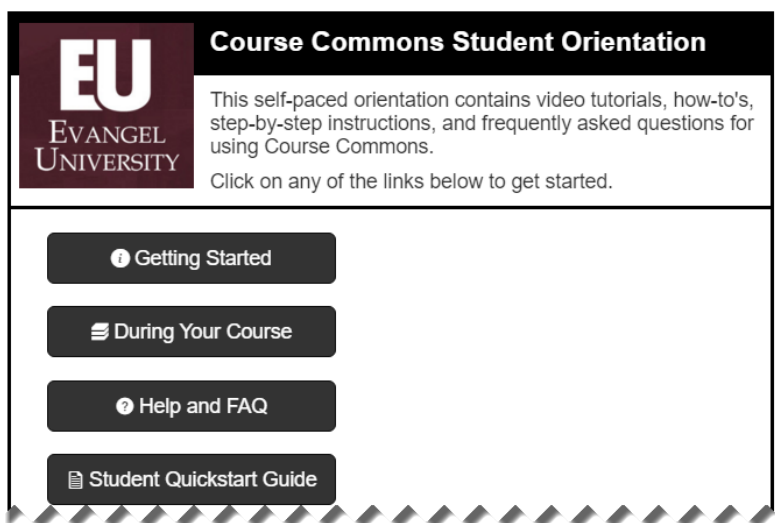 EU
EVANGEL
UNIVERSITY
Course Commons Student Orientation
This self-paced orientation contains video tutorials, how-to's,
step-by-step instructions, and frequently asked questions for
using Course Commons.
Click on any of the links below to get started.
Getting Started
During Your Course
Help and FAQ
Student Quickstart Guide